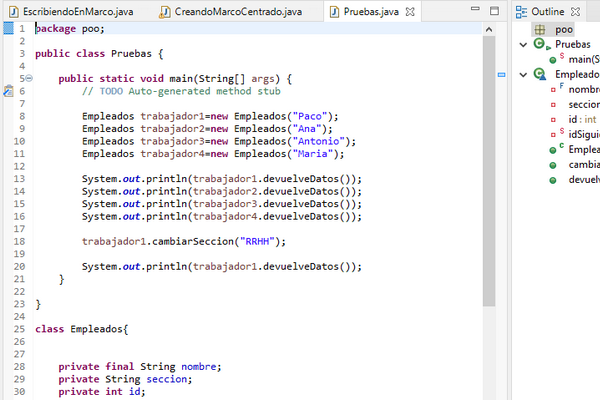 EscribiendoEnMarco.java
CreandoMarcoCentrado.java
Pruebas.java
1 package poo;
2
3 public class Pruebas {
4
5 public static void main(String[] args) {
6 // TODO Auto-generated method stub
7
8 Empleados trabajador1=new Empleados("Paco");
9 Empleados trabajador2=new Empleados("Ana");
10 Empleados trabajador3=new Empleados("Antonio");
11 Empleados trabajador4=new Empleados("Maria");
12
13 System.out.println(trabajador1.devuelveDatos());
14 System.out.println(trabajador2.devuelveDatos());
15 System.out.println(trabajador3.devuelveDatos());
16 System.out.println(trabajador4.devuelveDatos());
17
18 trabajador1.cambiarSeccion("RRHH");
19
20 System.out.println(trabajador1.devuelveDatos());
21 }
22
23 }
24
25 class Empleados{
26
27
28 private final String nombre;
29 private String seccion;
30 private int id;
Outline
poo
Pruebas
main(S
Empleado
nombre
seccion
id : int
idSiguie
Emplea
cambia
devuel